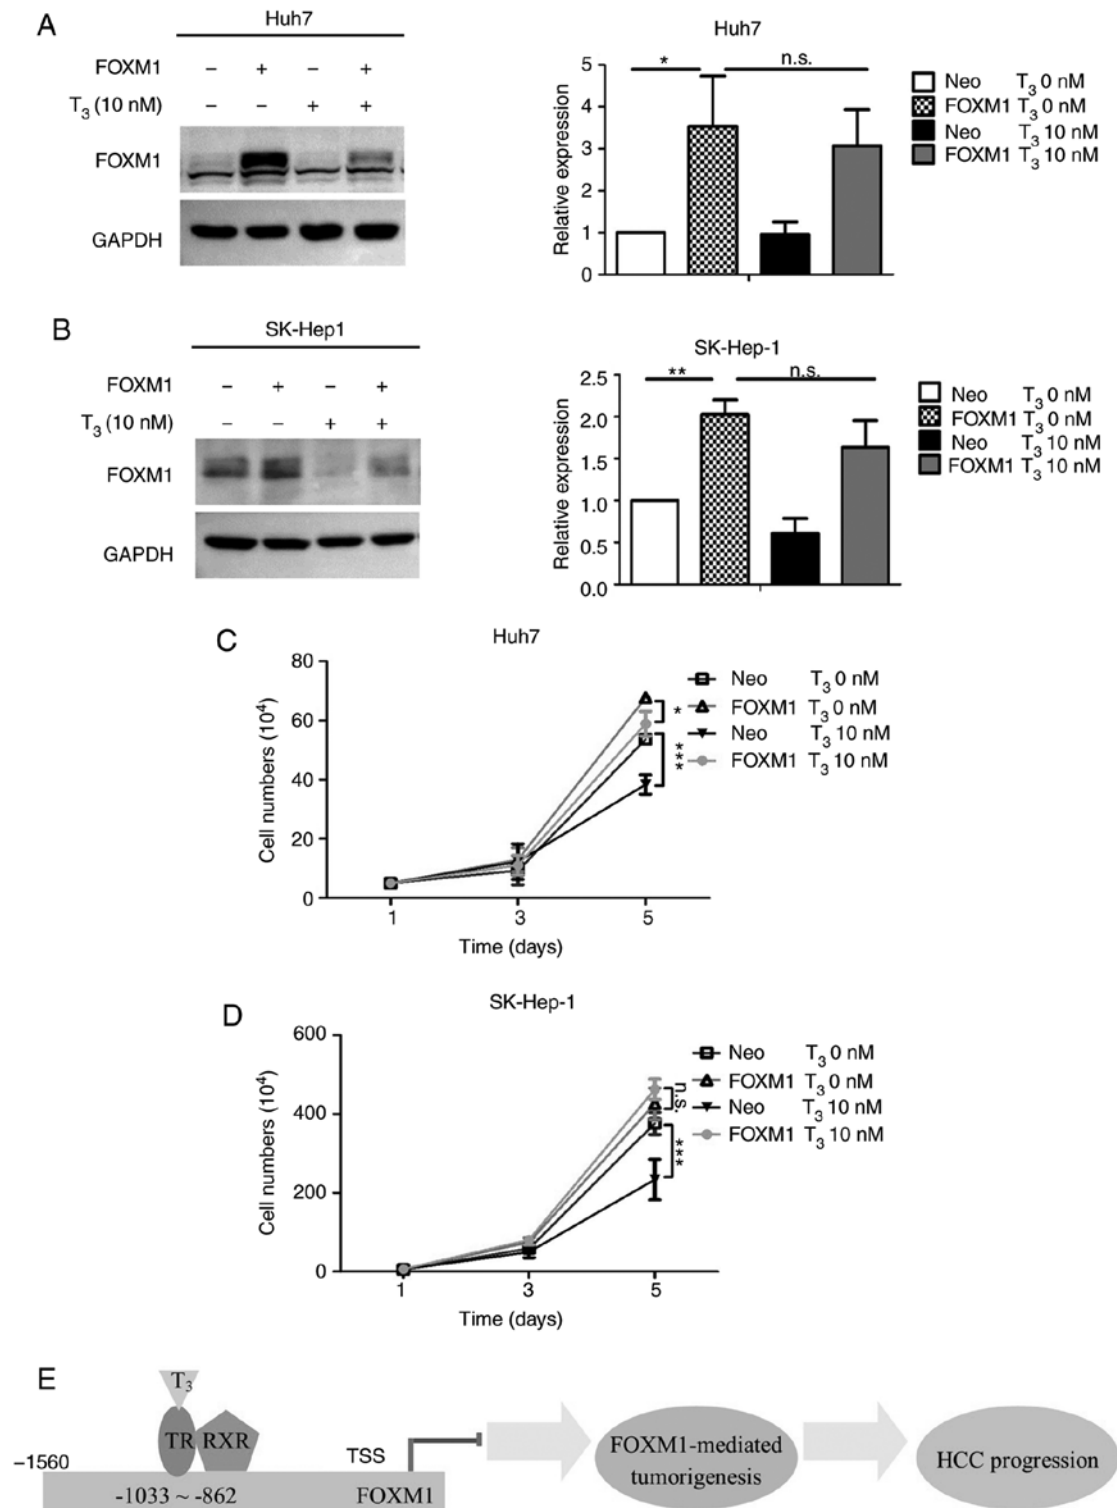 A
Huh7
FOXM1 – + – +
T3 (10 nM) – – + +
FOXM1
GAPDH
Huh7
* n.s.
Relative expression
5
4
3
2
1
0
Neo T3 0 nM
FOXM1 T3 0 nM
Neo T3 10 nM
FOXM1 T3 10 nM
B
SK-Hep1
FOXM1 – + – +
T3 (10 nM) – – + +
FOXM1
GAPDH
SK-Hep-1
** n.s.
Relative expression
2.5
2.0
1.5
1.0
0.5
0.0
Neo T3 0 nM
FOXM1 T3 0 nM
Neo T3 10 nM
FOXM1 T3 10 nM
C
Huh7
Cell numbers (10⁴)
80
60
40
20
0
1 3 5
Time (days)
*
***
Neo T3 0 nM
FOXM1 T3 0 nM
Neo T3 10 nM
FOXM1 T3 10 nM
D
SK-Hep-1
Cell numbers (10⁴)
600
400
200
0
1 3 5
Time (days)
n.s.
***
Neo T3 0 nM
FOXM1 T3 0 nM
Neo T3 10 nM
FOXM1 T3 10 nM
E
T3
TR RXR
–1560
-1033 ~ -862
TSS
FOXM1
FOXM1-mediated
tumorigenesis
HCC progression